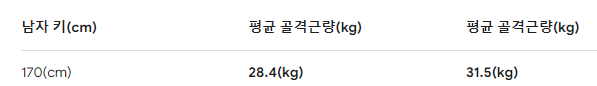 남자 키(cm) 평균 골격근량(kg) 평균 골격근량(kg)
170(cm) 28.4(kg) 31.5(kg)